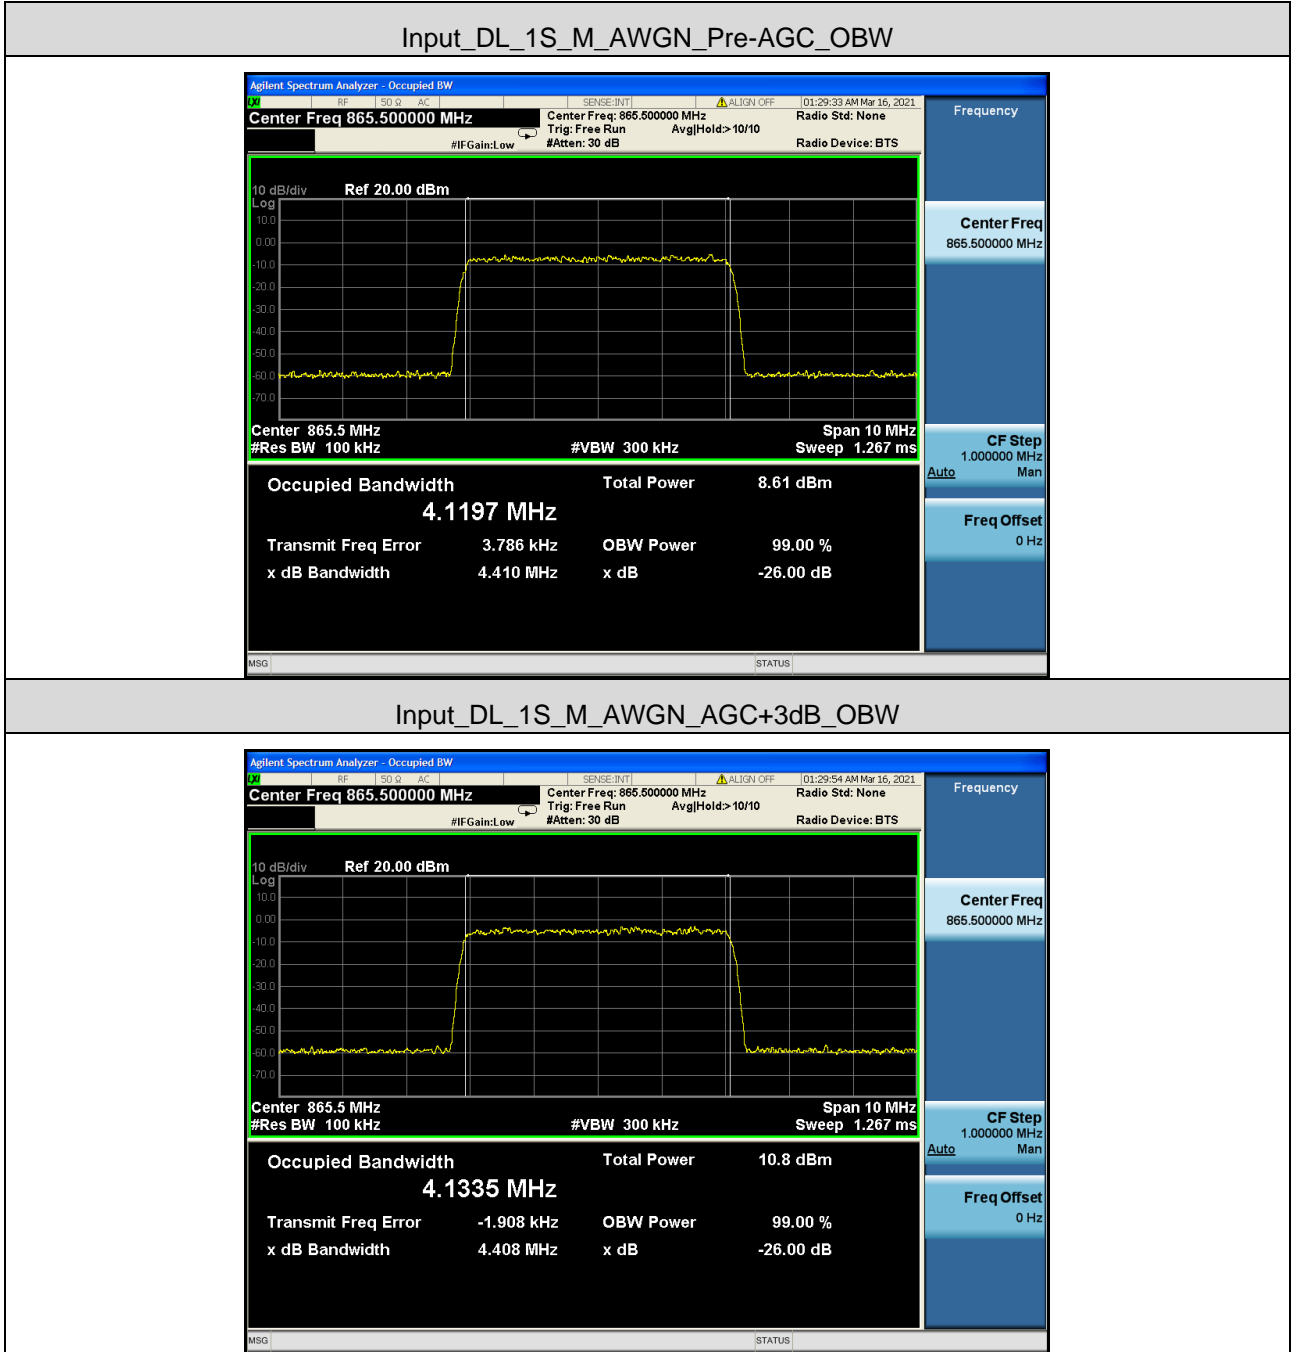 Input_DL_1S_M_AWGN_Pre-AGC_OBW
Agilent Spectrum Analyzer - Occupied BW
LXI RF 50 Ω AC SENSE:INT ALIGN OFF 01:29:33 AM Mar 16, 2021
Center Freq 865.500000 MHz
Center Freq: 865.500000 MHz
Radio Std: None
Trig: Free Run Avg|Hold:>10/10
#IFGain:Low #Atten: 30 dB Radio Device: BTS
10 dB/div Ref 20.00 dBm
Log
10.0
0.00
-10.0
-20.0
-30.0
-40.0
-50.0
-60.0
-70.0
Center 865.5 MHz Span 10 MHz
#Res BW 100 kHz #VBW 300 kHz Sweep 1.267 ms
Occupied Bandwidth Total Power 8.61 dBm
4.1197 MHz
Transmit Freq Error 3.786 kHz OBW Power 99.00 %
x dB Bandwidth 4.410 MHz x dB -26.00 dB
MSG STATUS
Frequency
Center Freq
865.500000 MHz
CF Step
1.000000 MHz
Auto Man
Freq Offset
0 Hz
Input_DL_1S_M_AWGN_AGC+3dB_OBW
Agilent Spectrum Analyzer - Occupied BW
LXI RF 50 Ω AC SENSE:INT ALIGN OFF 01:29:54 AM Mar 16, 2021
Center Freq 865.500000 MHz
Center Freq: 865.500000 MHz
Radio Std: None
Trig: Free Run Avg|Hold:>10/10
#IFGain:Low #Atten: 30 dB Radio Device: BTS
10 dB/div Ref 20.00 dBm
Log
10.0
0.00
-10.0
-20.0
-30.0
-40.0
-50.0
-60.0
-70.0
Center 865.5 MHz Span 10 MHz
#Res BW 100 kHz #VBW 300 kHz Sweep 1.267 ms
Occupied Bandwidth Total Power 10.8 dBm
4.1335 MHz
Transmit Freq Error -1.908 kHz OBW Power 99.00 %
x dB Bandwidth 4.408 MHz x dB -26.00 dB
MSG STATUS
Frequency
Center Freq
865.500000 MHz
CF Step
1.000000 MHz
Auto Man
Freq Offset
0 Hz